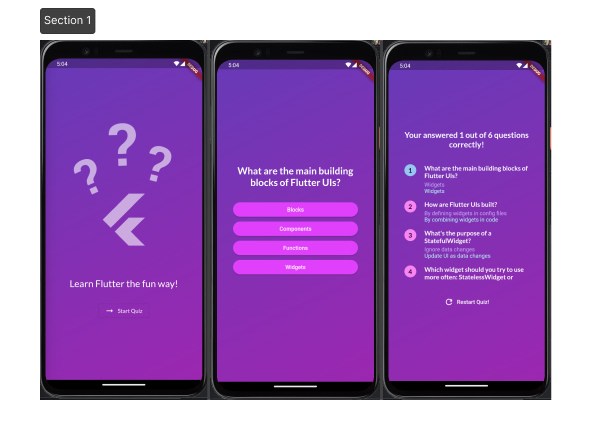 Section 1
5:04
DEBUG
Learn Flutter the fun way!
Start Quiz
5:04
DEBUG
What are the main building
blocks of Flutter UIs?
Blocks
Components
Functions
Widgets
5:04
DEBUG
Your answered 1 out of 6 questions
correctly!
1
What are the main building blocks of
Flutter UIs?
Widgets
Widgets
2
How are Flutter UIs built?
By defining widgets in config files
By combining widgets in code
3
What's the purpose of a
StatefulWidget?
Ignore data changes
Update UI as data changes
4
Which widget should you try to use
more often: StatelessWidget or
Restart Quiz!